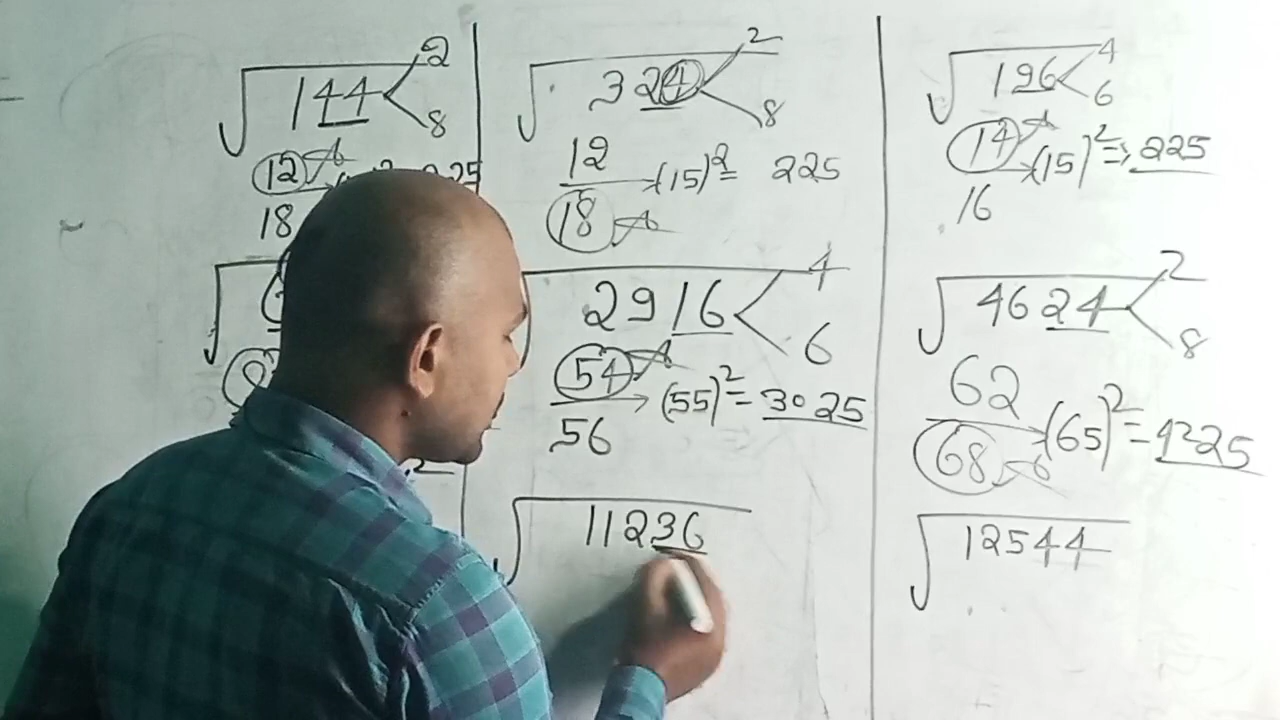 √144 < 2
8
12
18
√324 < 2
8
12 → (15)² = 225
18
√196 < 4
6
14 → (15)² => 225
16
√2916 < 4
6
54 → (55)² = 3025
56
√4624 < 2
8
62 → (65)² = 4225
68
√11236
√12544